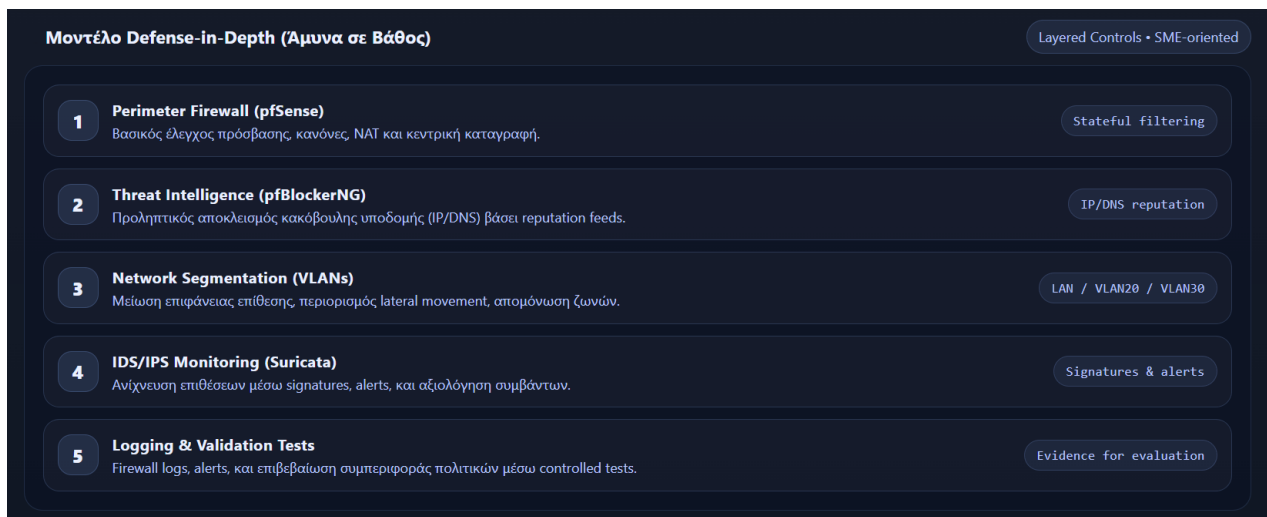 Μοντέλο Defense-in-Depth (Άμυνα σε Βάθος)
Layered Controls • SME-oriented
1
Perimeter Firewall (pfSense)
Βασικός έλεγχος πρόσβασης, κανόνες, NAT και κεντρική καταγραφή.
Stateful filtering
2
Threat Intelligence (pfBlockerNG)
Προληπτικός αποκλεισμός κακόβουλης υποδομής (IP/DNS) βάσει reputation feeds.
IP/DNS reputation
3
Network Segmentation (VLANs)
Μείωση επιφάνειας επίθεσης, περιορισμός lateral movement, απομόνωση ζωνών.
LAN / VLAN20 / VLAN30
4
IDS/IPS Monitoring (Suricata)
Ανίχνευση επιθέσεων μέσω signatures, alerts, και αξιολόγηση συμβάντων.
Signatures & alerts
5
Logging & Validation Tests
Firewall logs, alerts, και επιβεβαίωση συμπεριφοράς πολιτικών μέσω controlled tests.
Evidence for evaluation